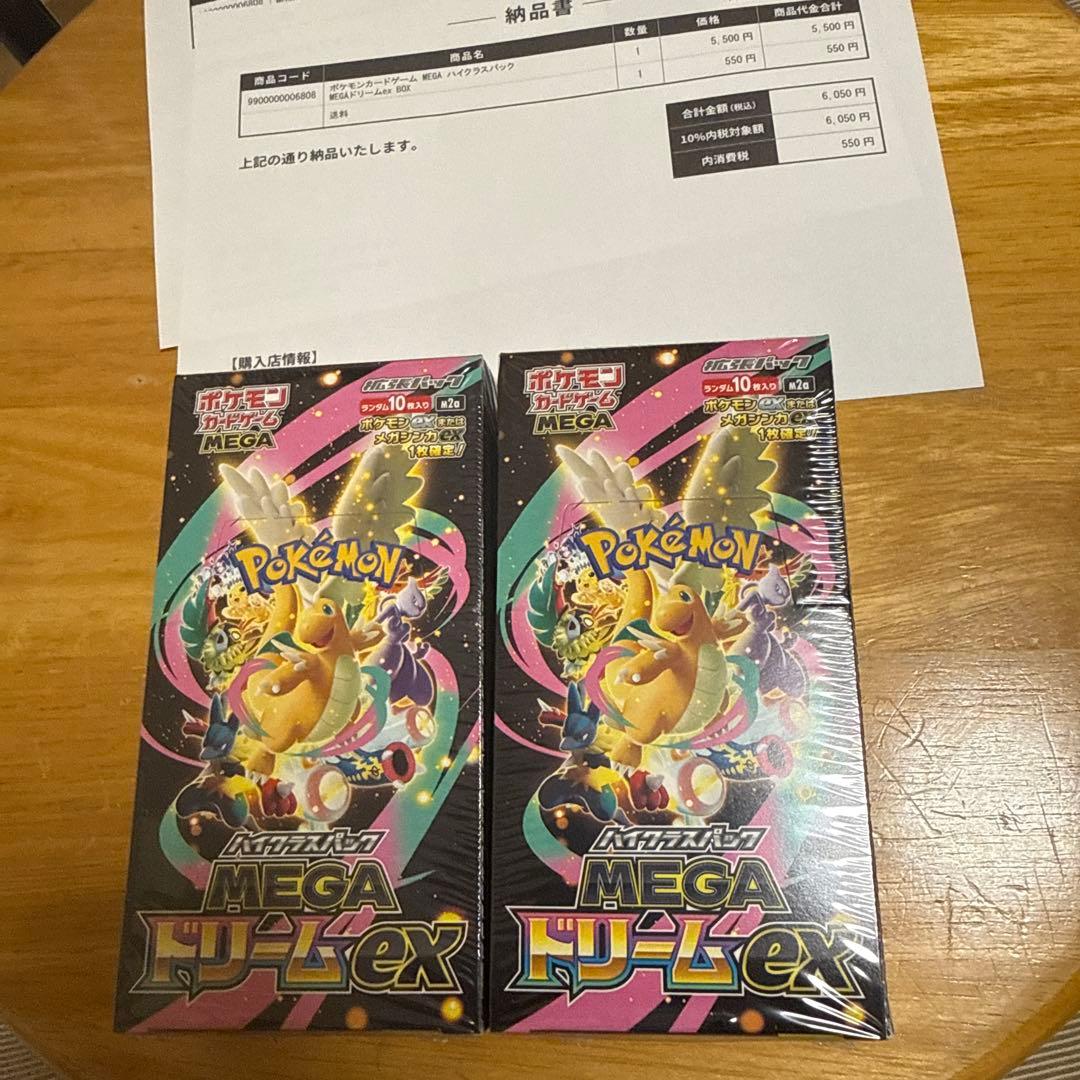 納品書
商品コード 商品名 数量 価格 商品代金合計
9900000006808 ポケモンカードゲーム MEGA ハイクラスパック 1 5,500 円 5,500 円
MEGAドリームex BOX
送料 1 550 円 550 円
合計金額(税込) 6,050 円
10%内税対象額 6,050 円
内消費税 550 円
上記の通り納品いたします。
【購入店情報】
拡張パック
ポケモン
カードゲーム
MEGA
ランダム10枚入り M2a
ポケモンexまたは
メガシンカex
1枚確定!
POKéMON
ハイクラスパック
MEGA
ドリームex
拡張パック
ポケモン
カードゲーム
MEGA
ランダム10枚入り M2a
ポケモンexまたは
メガシンカex
1枚確定!
POKéMON
ハイクラスパック
MEGA
ドリームex